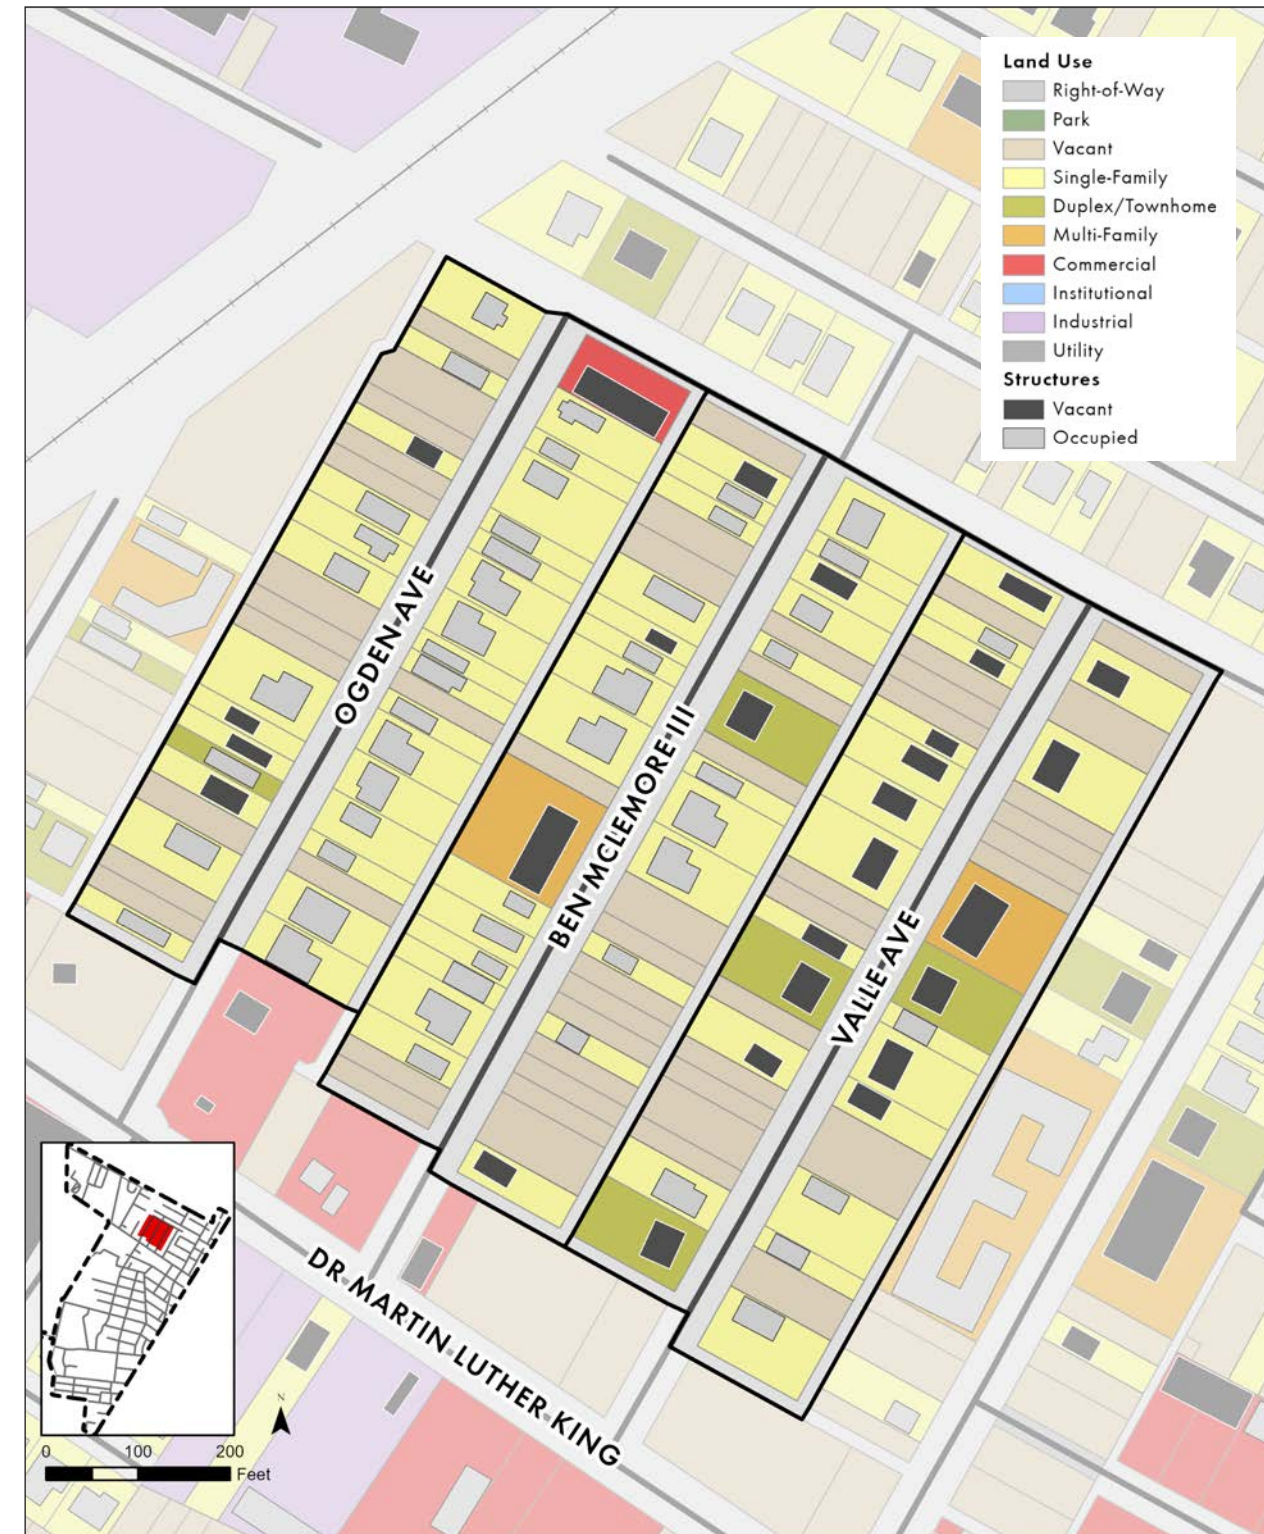 Land Use
Right-of-Way
Park
Vacant
Single-Family
Duplex/Townhome
Multi-Family
Commercial
Institutional
Industrial
Utility
Structures
Vacant
Occupied
OGDEN AVE
BEN MCLEMORE III
VALLE AVE
DR MARTIN LUTHER KING
N
0 100 200
Feet